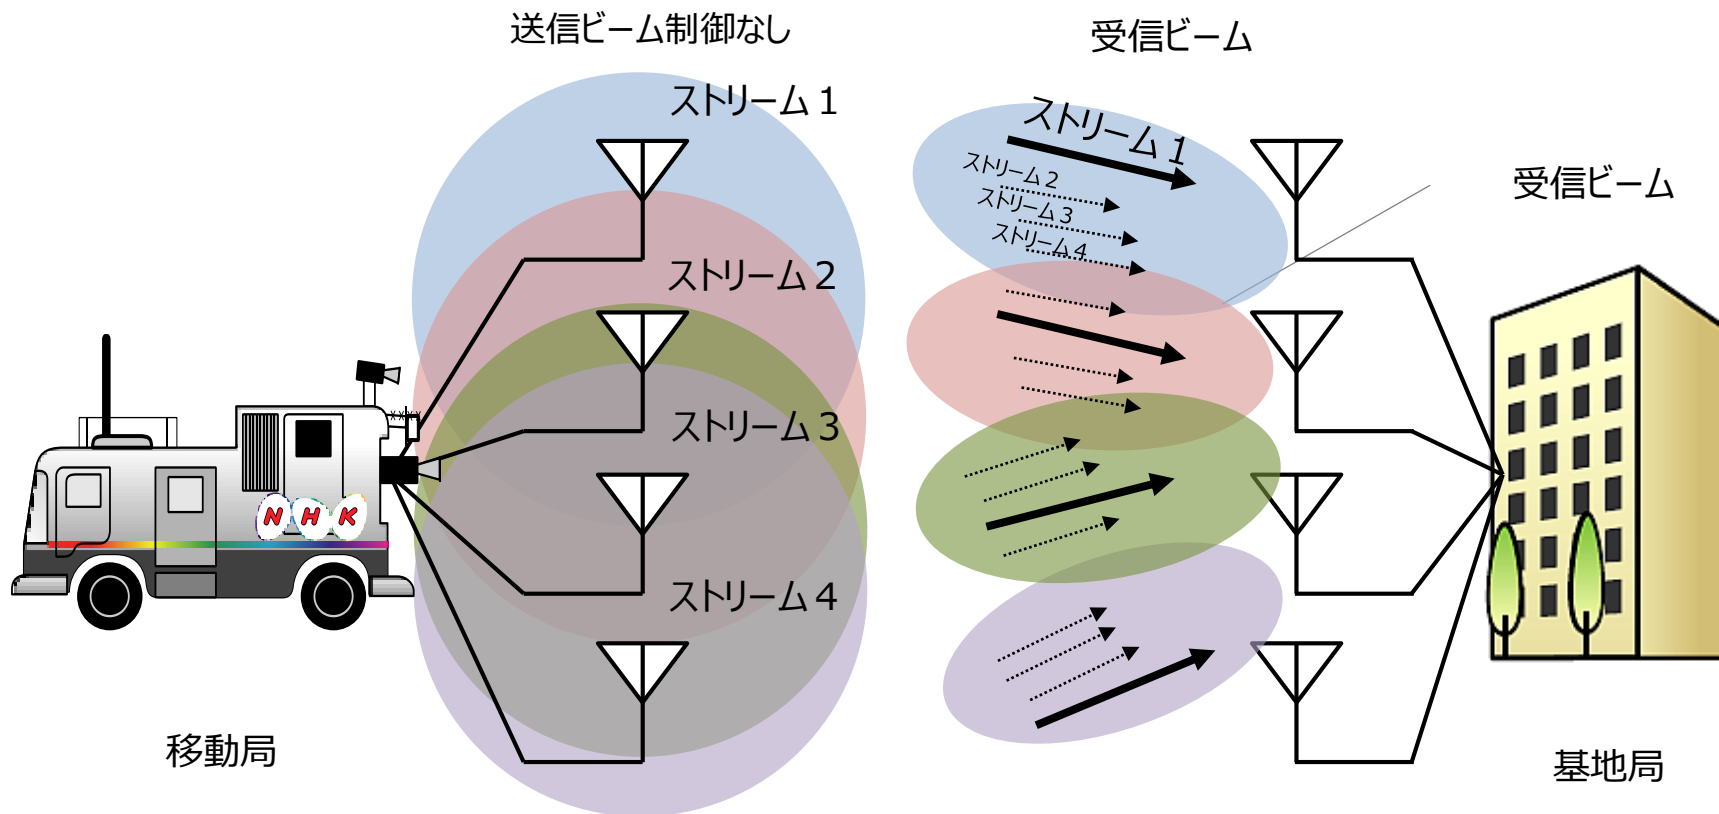 送信ビーム制御なし
受信ビーム
ストリーム１
ストリーム１
ストリーム２
ストリーム３
ストリーム４
受信ビーム
ストリーム２
ストリーム３
ストリーム４
NHK
移動局
基地局